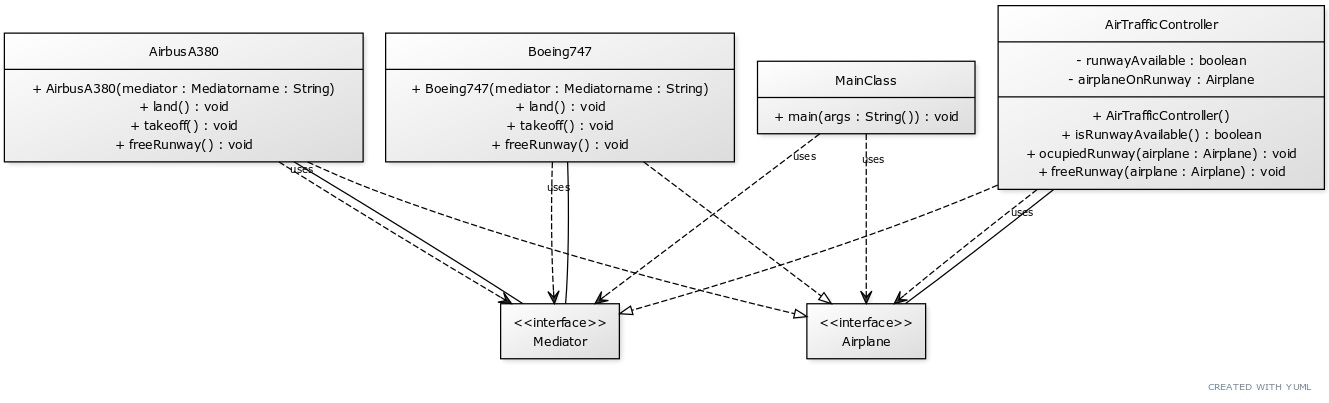 AirbusA380
+ AirbusA380(mediator : Mediatorname : String)
+ land() : void
+ takeoff() : void
+ freeRunway() : void
Boeing747
+ Boeing747(mediator : Mediatorname : String)
+ land() : void
+ takeoff() : void
+ freeRunway() : void
MainClass
+ main(args : String()) : void
AirTrafficController
- runwayAvailable : boolean
- airplaneOnRunway : Airplane
+ AirTrafficController()
+ isRunwayAvailable() : boolean
+ ocupiedRunway(airplane : Airplane) : void
+ freeRunway(airplane : Airplane) : void
uses
uses
uses
uses
uses
<<interface>>
Mediator
<<interface>>
Airplane
CREATED WITH YUML